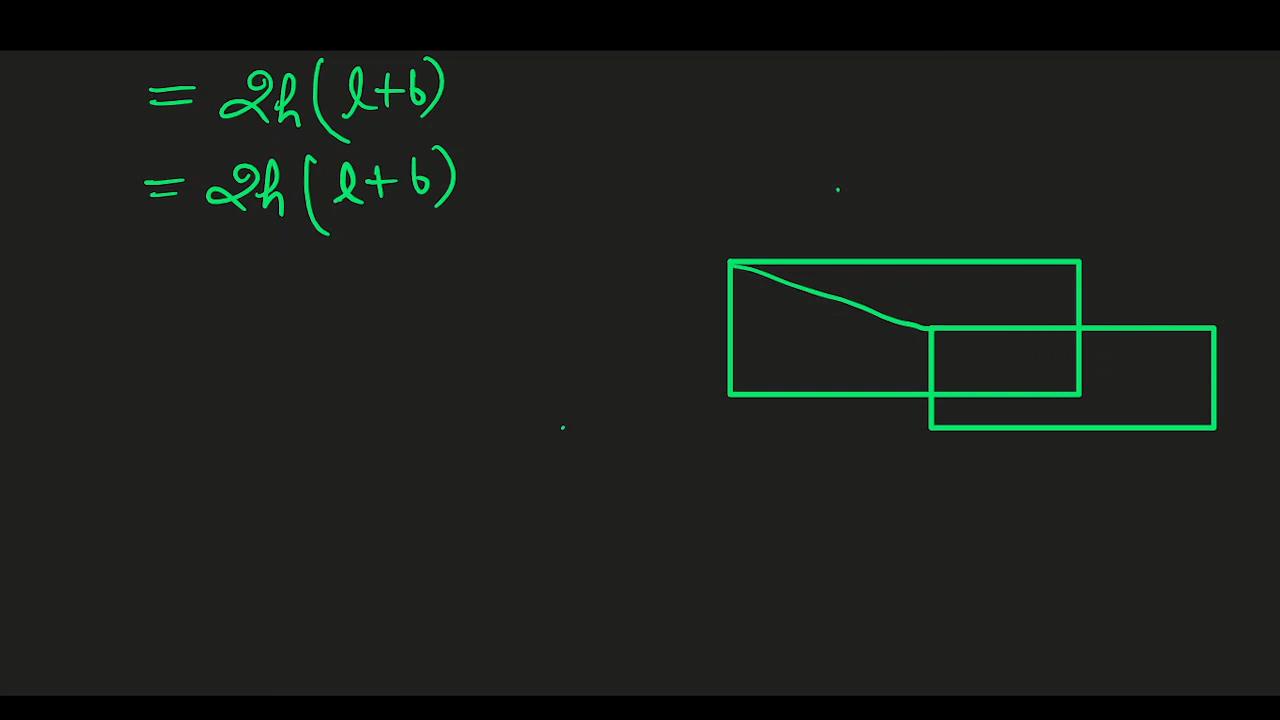 = 2h(l+b)
= 2h(l+b)